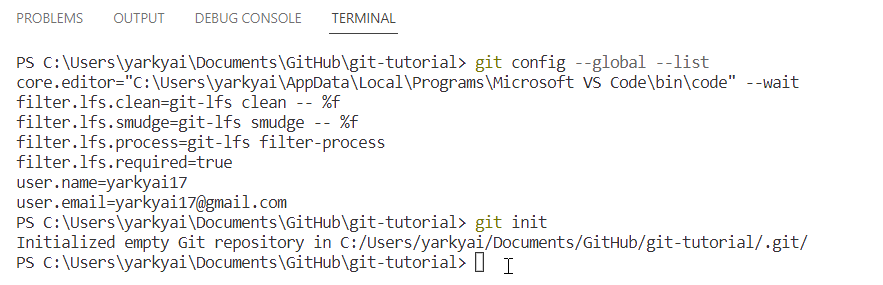 PROBLEMS OUTPUT DEBUG CONSOLE TERMINAL
PS C:\Users\yarkyai\Documents\GitHub\git-tutorial> git config --global --list
core.editor="C:\Users\yarkyai\AppData\Local\Programs\Microsoft VS Code\bin\code" --wait
filter.lfs.clean=git-lfs clean -- %f
filter.lfs.smudge=git-lfs smudge -- %f
filter.lfs.process=git-lfs filter-process
filter.lfs.required=true
user.name=yarkyai17
user.email=yarkyai17@gmail.com
PS C:\Users\yarkyai\Documents\GitHub\git-tutorial> git init
Initialized empty Git repository in C:/Users/yarkyai/Documents/GitHub/git-tutorial/.git/
PS C:\Users\yarkyai\Documents\GitHub\git-tutorial>